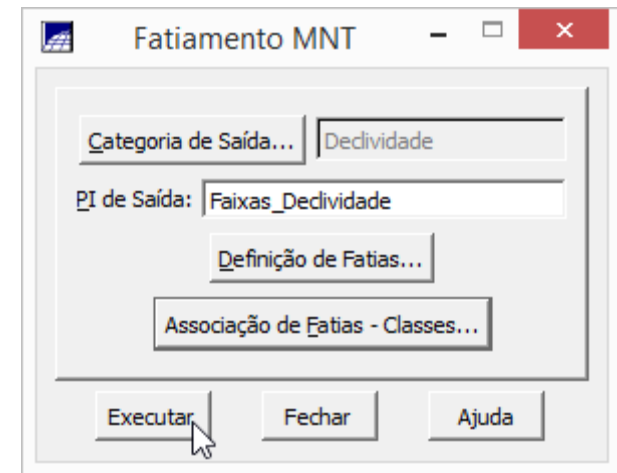 Fatiamento MNT
Categoria de Saída... Declividade
PI de Saída: Faixas_Declividade
Definição de Fatias...
Associação de Fatias - Classes...
Executar Fechar Ajuda